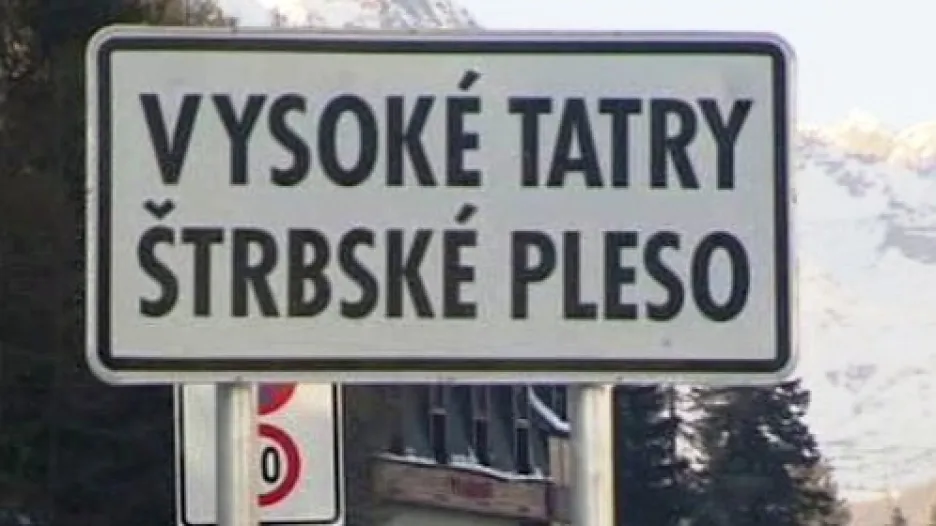 VYSOKÉ TATRY
ŠTRBSKÉ PLESO